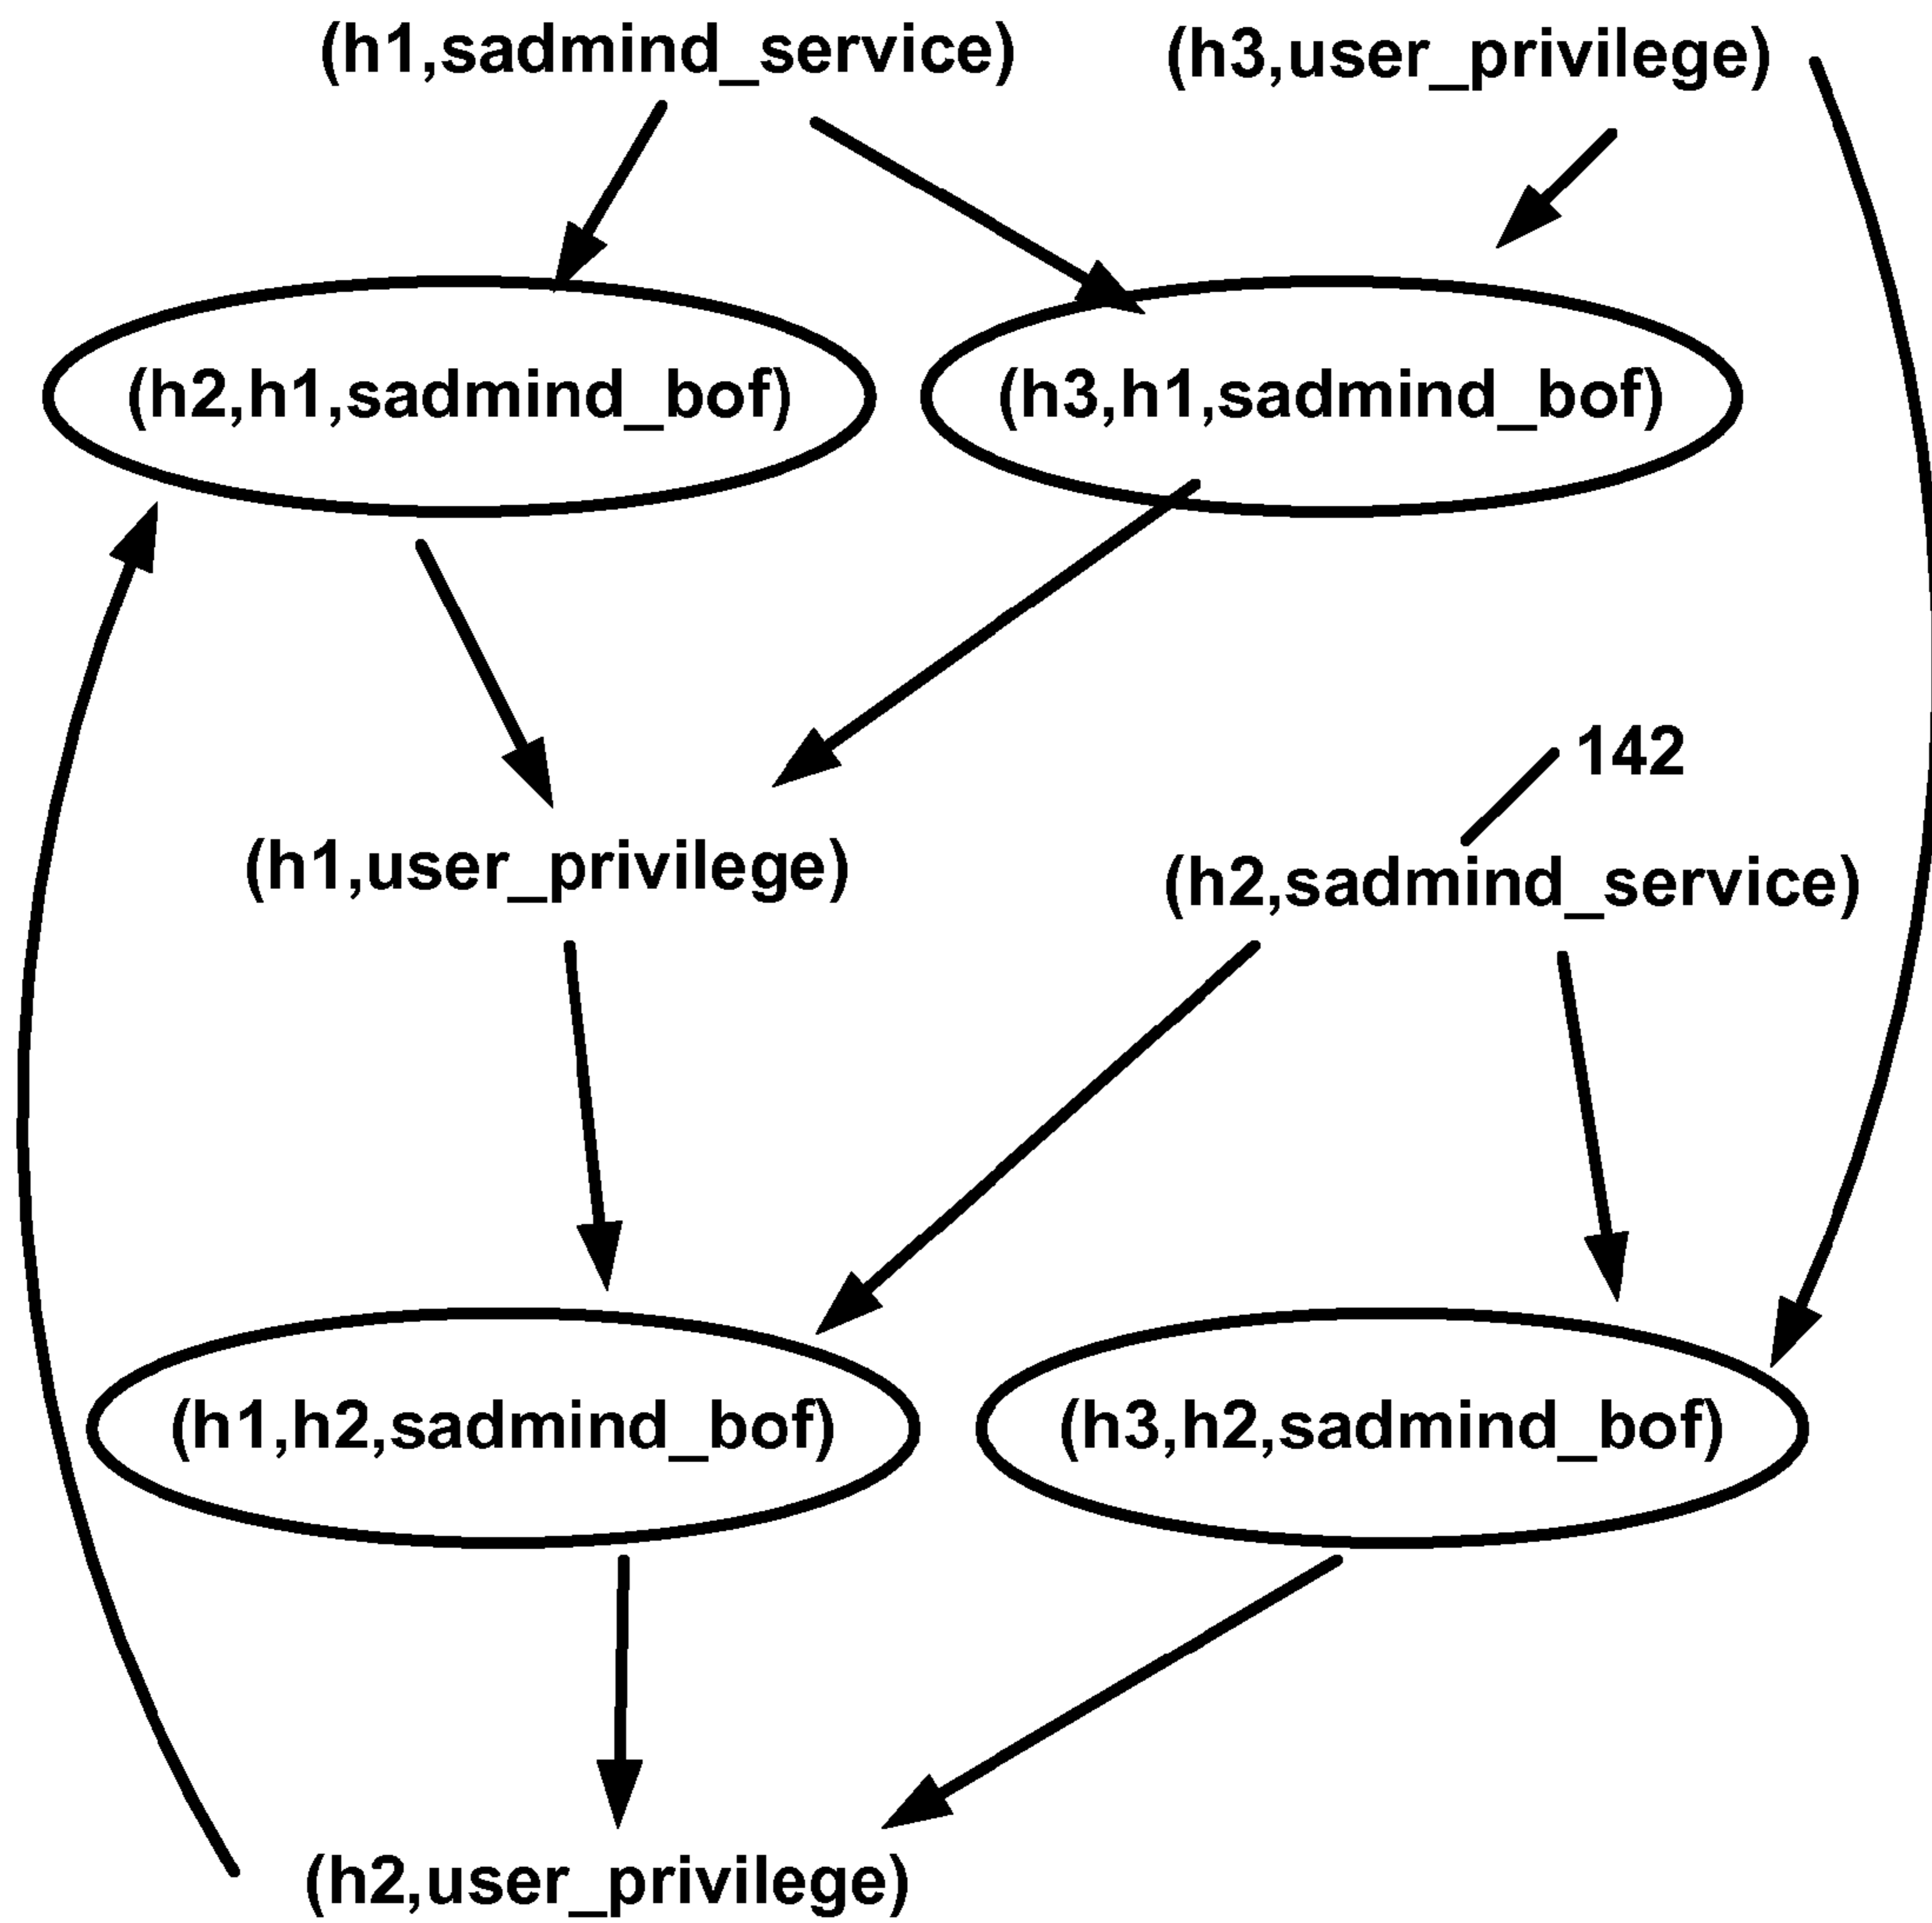 (h1,sadmind_service) (h3,user_privilege)
(h2,h1,sadmind_bof) (h3,h1,sadmind_bof)
142
(h1,user_privilege) (h2,sadmind_service)
(h1,h2,sadmind_bof) (h3,h2,sadmind_bof)
(h2,user_privilege)